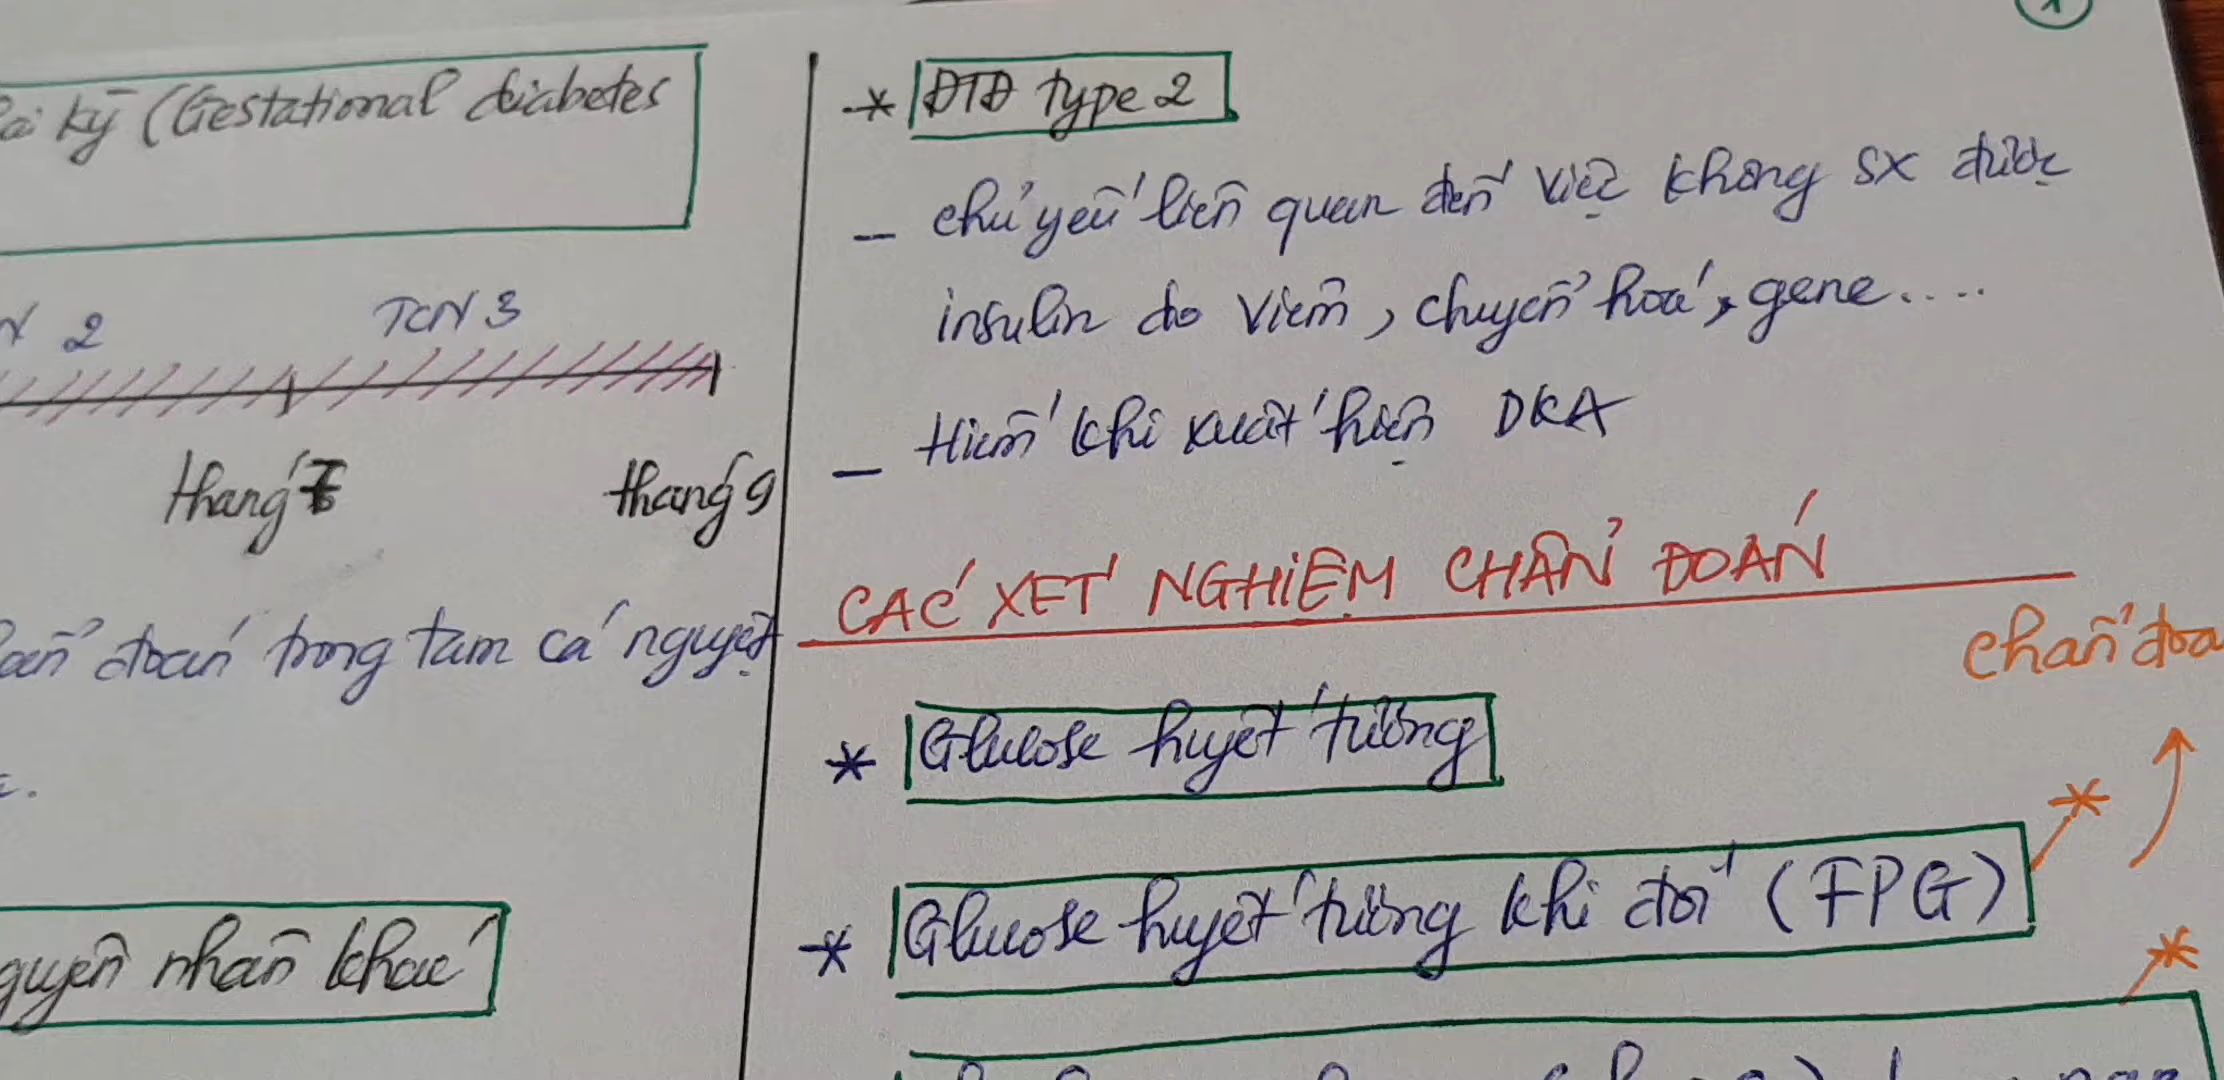 kỳ (Gestational diabetes
2
TCN 3
tháng
tháng 9
đoán trong tam cá nguyệt
nguyên nhân khác
* ĐTĐ type 2
- chủ yếu liên quan đến việc không sx được
insulin do viêm, chuyển hoá, gene....
- Hiếm khi xuất hiện DKA
CÁC XÉT NGHIỆM CHẨN ĐOÁN
chẩn đoá
* Glucose huyết tương
* Glucose huyết tương khi đói (FPG)